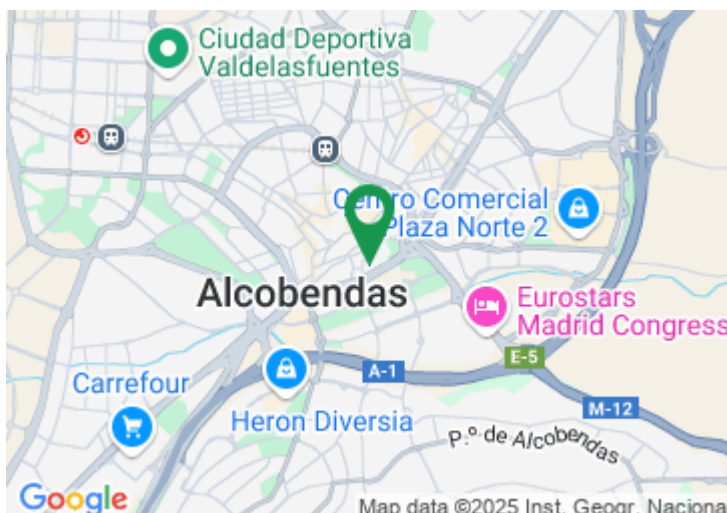 Ciudad Deportiva
Valdelasfuentes
Centro Comercial
Plaza Norte 2
Alcobendas
Eurostars
Madrid Congress
E-5
A-1
Carrefour
Heron Diversia
M-12
P.º de Alcobendas
Google
Map data ©2025 Inst. Geogr. Naciona